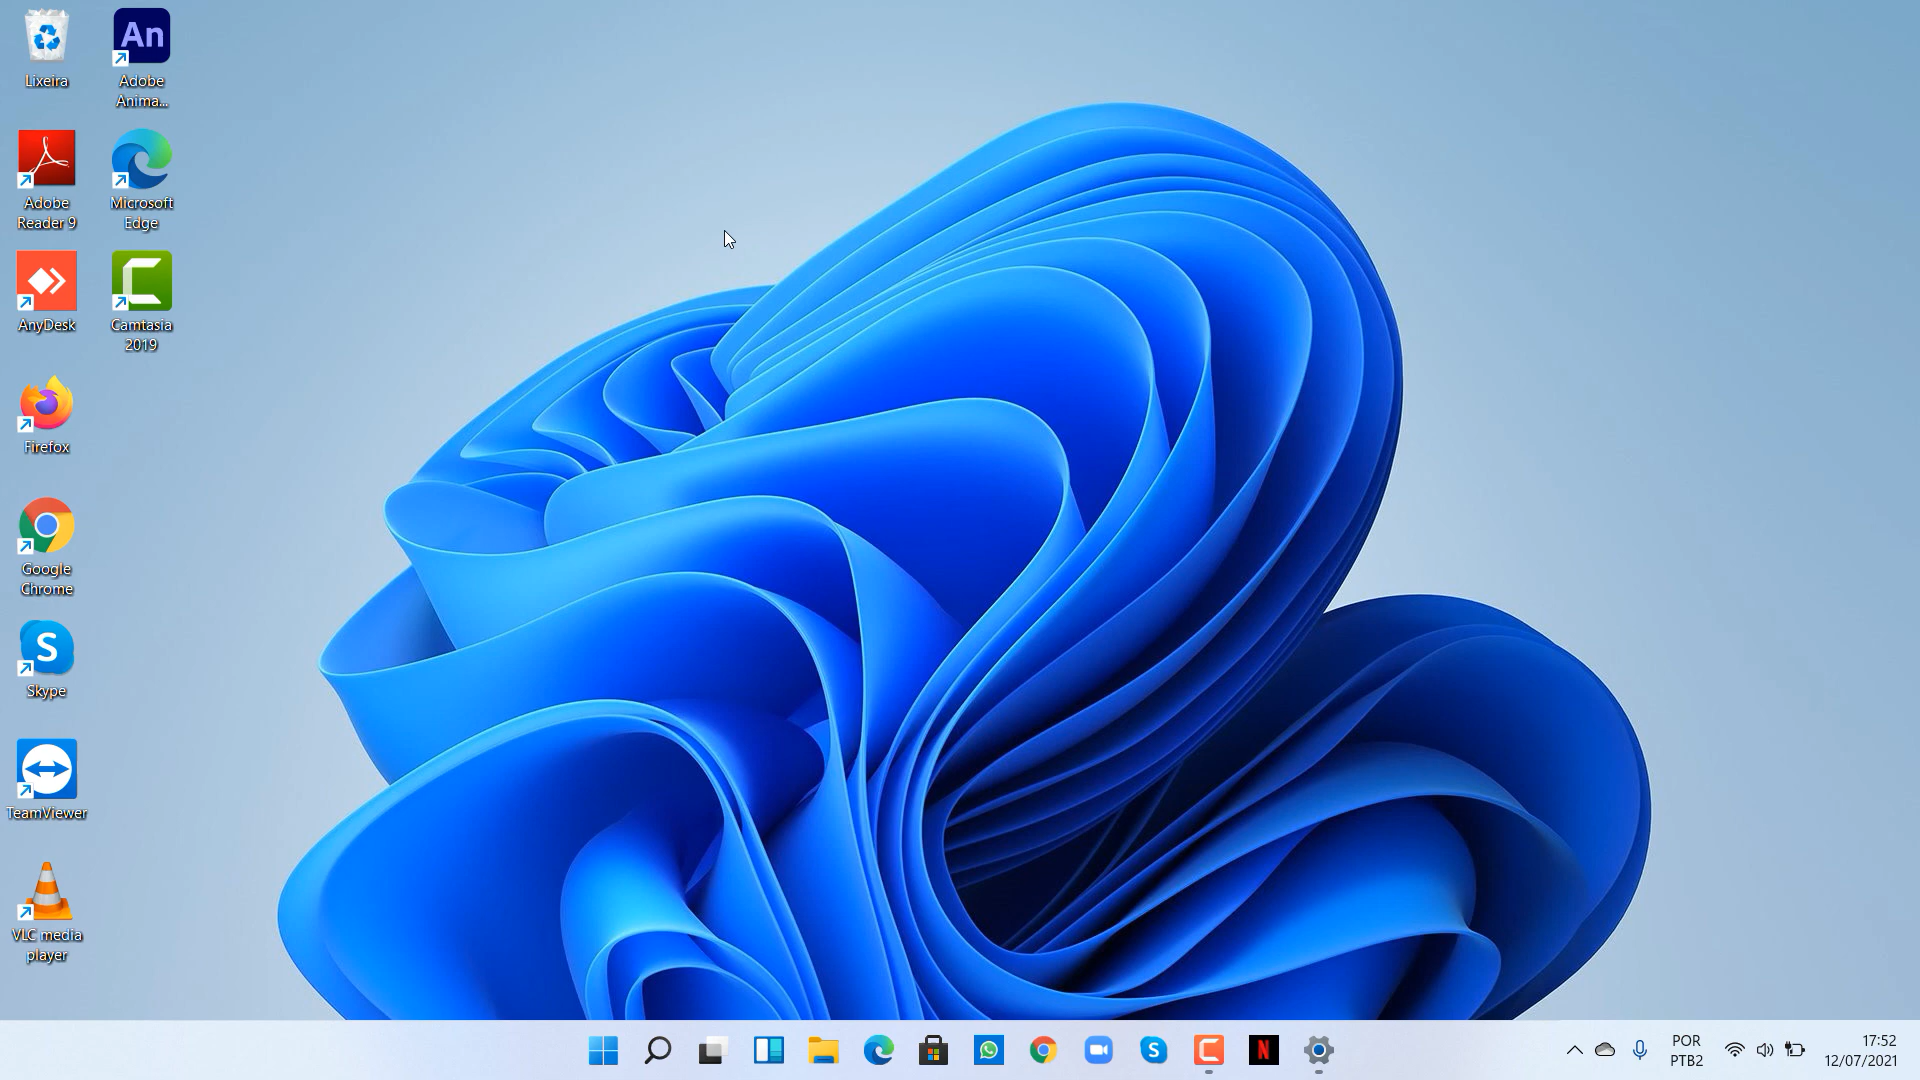 Lixeira
An
Adobe
Anima...
Adobe
Reader 9
Microsoft
Edge
AnyDesk
Camtasia
2019
Firefox
Google
Chrome
S
Skype
TeamViewer
VLC media
player
S
N
POR
PTB2
17:52
12/07/2021